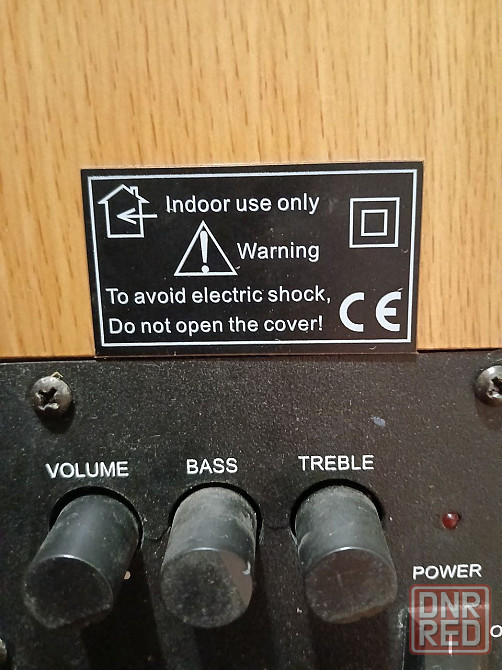 Indoor use only
Warning
To avoid electric shock,
Do not open the cover!
CE
VOLUME BASS TREBLE
POWER
DNR
RED